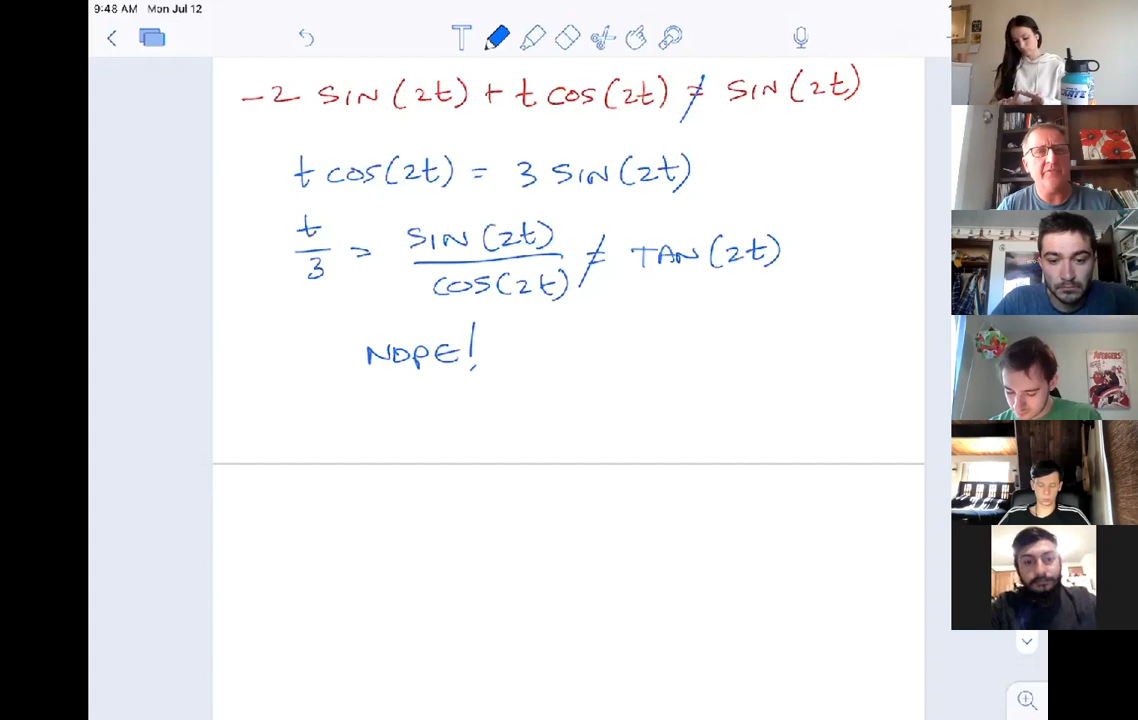 9:48 AM Mon Jul 12
-2 SIN (2t) + t COS (2t) ≠ SIN (2t)
t COS (2t) = 3 SIN (2t)
t/3 = SIN (2t)/COS (2t) ≠ TAN (2t)
NOPE!
AVENGERS